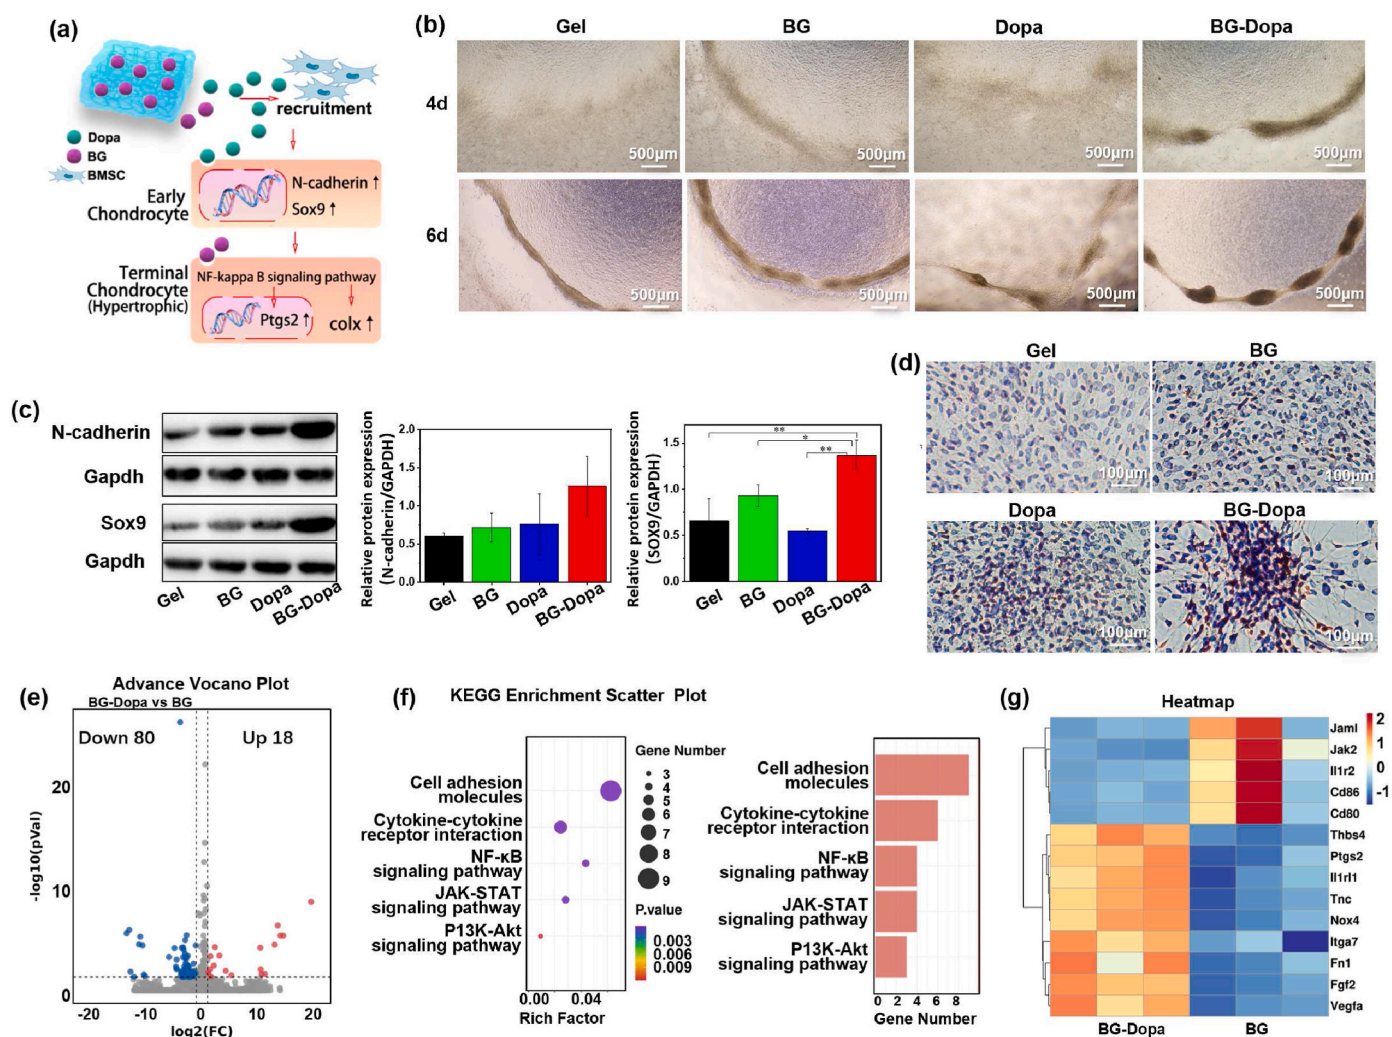 (a)
recruitment
Dopa
BG
BMSC
Early
Chondrocyte
N-cadherin ↑
Sox9 ↑
Terminal
Chondrocyte
(Hypertrophic)
NF-kappa B signaling pathway
Ptgs2 ↑
colx ↑
(b)
Gel BG Dopa BG-Dopa
4d
500μm 500μm 500μm 500μm
6d
500μm 500μm 500μm 500μm
(c)
N-cadherin
Gapdh
Sox9
Gapdh
Gel BG Dopa BG-Dopa
Relative protein expression
(N-cadherin/GAPDH)
2.0
1.5
1.0
0.5
0.0
Gel BG Dopa BG-Dopa
Relative protein expression
(SOX9/GAPDH)
1.5
1.0
0.5
0.0
**
*
**
Gel BG Dopa BG-Dopa
(d)
Gel BG
100μm 100μm
Dopa BG-Dopa
100μm 100μm
(e)
Advance Vocano Plot
BG-Dopa vs BG
Down 80 Up 18
-log10(pVal)
20
10
0
-20 -10 0 10 20
log2(FC)
(f)
KEGG Enrichment Scatter Plot
Cell adhesion
molecules
Cytokine-cytokine
receptor interaction
NF-κB
signaling pathway
JAK-STAT
signaling pathway
P13K-Akt
signaling pathway
0.00 0.04
Rich Factor
Gene Number
3
4
5
6
7
8
9
P.value
0.003
0.006
0.009
Cell adhesion
molecules
Cytokine-cytokine
receptor interaction
NF-κB
signaling pathway
JAK-STAT
signaling pathway
P13K-Akt
signaling pathway
0 2 4 6 8
Gene Number
(g)
Heatmap
Jaml
Jak2
Il1r2
Cd86
Cd80
Thbs4
Ptgs2
Il1rl1
Tnc
Nox4
Itga7
Fn1
Fgf2
Vegfa
2
1
0
-1
BG-Dopa BG